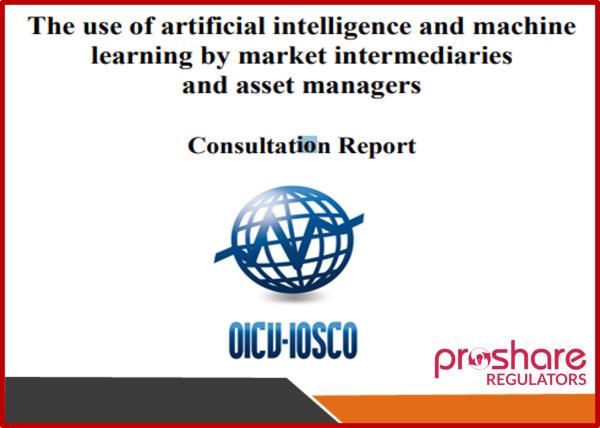 The use of artificial intelligence and machine
learning by market intermediaries
and asset managers
Consultation Report
OICU-IOSCO
proshare
REGULATORS